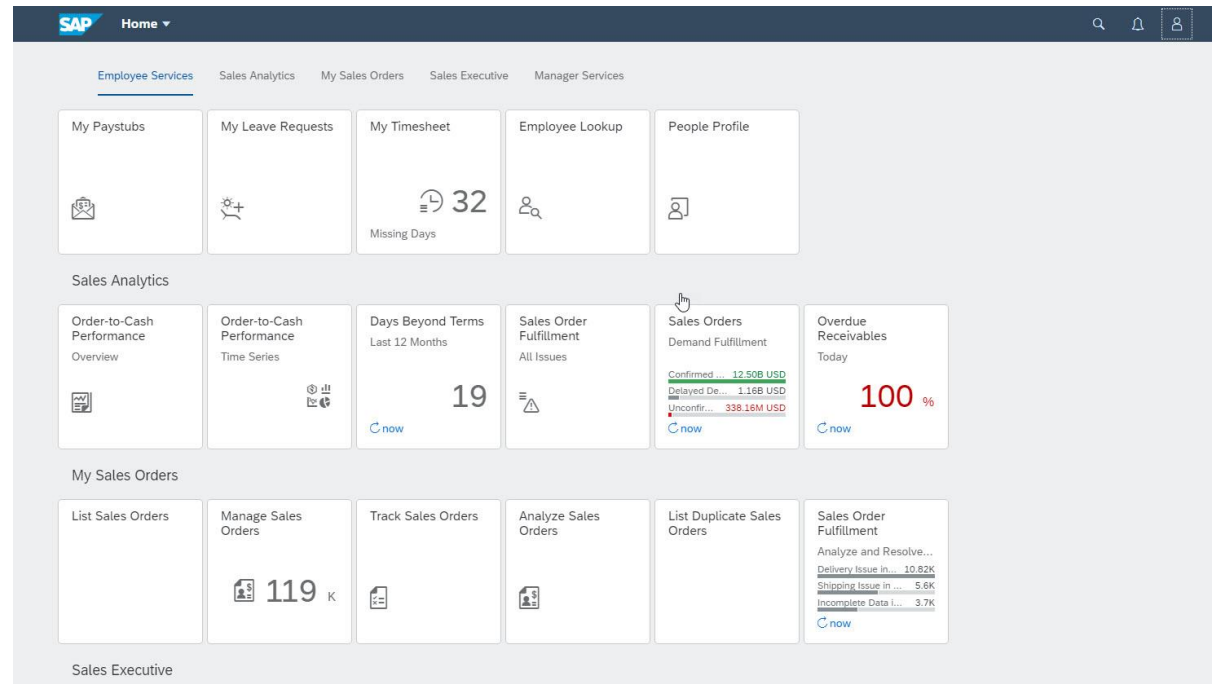 SAP Home
Employee Services Sales Analytics My Sales Orders Sales Executive Manager Services
My Paystubs
My Leave Requests
My Timesheet
32
Missing Days
Employee Lookup
People Profile
Sales Analytics
Order-to-Cash
Performance
Overview
Order-to-Cash
Performance
Time Series
Days Beyond Terms
Last 12 Months
19
now
Sales Order
Fulfillment
All Issues
Sales Orders
Demand Fulfillment
Confirmed ... 12.50B USD
Delayed De... 1.16B USD
Unconfir... 338.16M USD
now
Overdue
Receivables
Today
100 %
now
My Sales Orders
List Sales Orders
Manage Sales
Orders
119 K
Track Sales Orders
Analyze Sales
Orders
List Duplicate Sales
Orders
Sales Order
Fulfillment
Analyze and Resolve...
Delivery Issue in... 10.82K
Shipping Issue in ... 5.6K
Incomplete Data i... 3.7K
now
Sales Executive